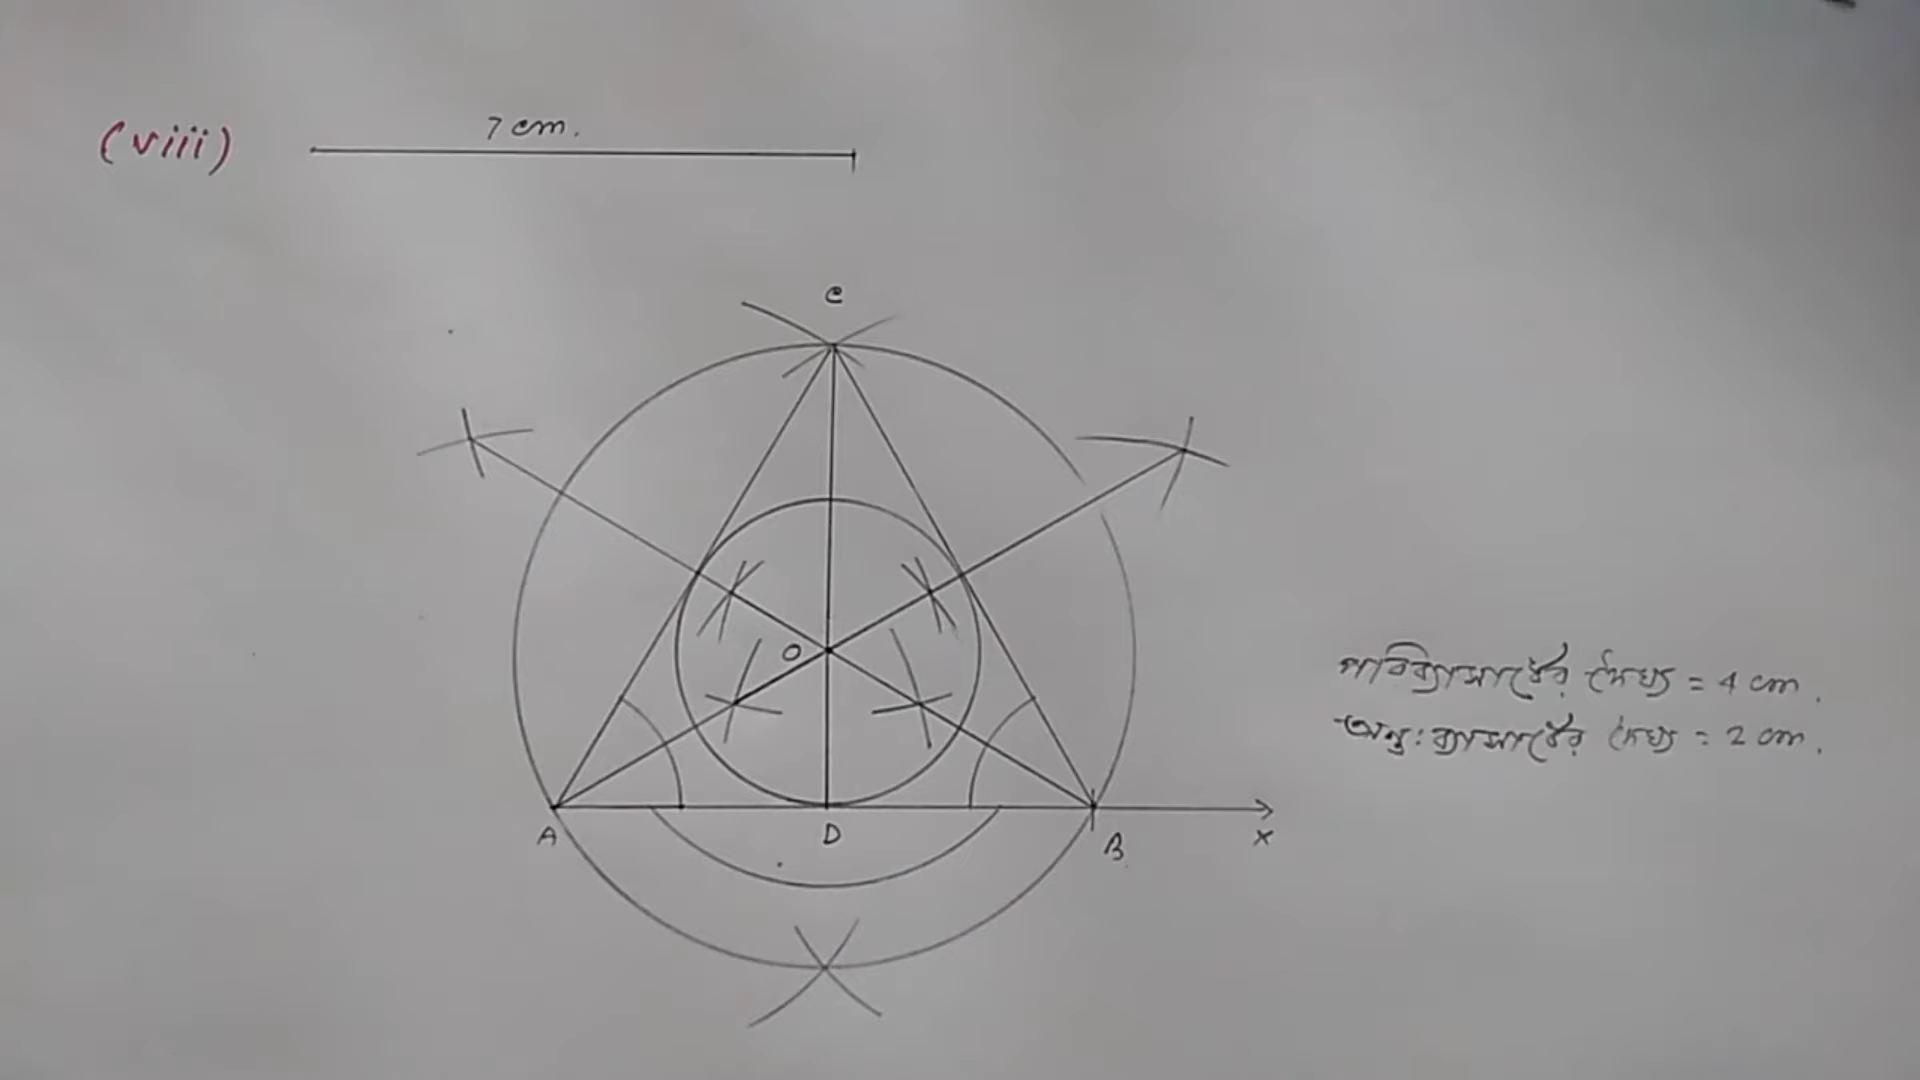 (viii)
7 cm.
C
O
A
D
B
x
পরিব্যাসার্ধের দৈর্ঘ্য = 4 cm.
অন্তঃব্যাসার্ধের দৈর্ঘ্য = 2 cm.